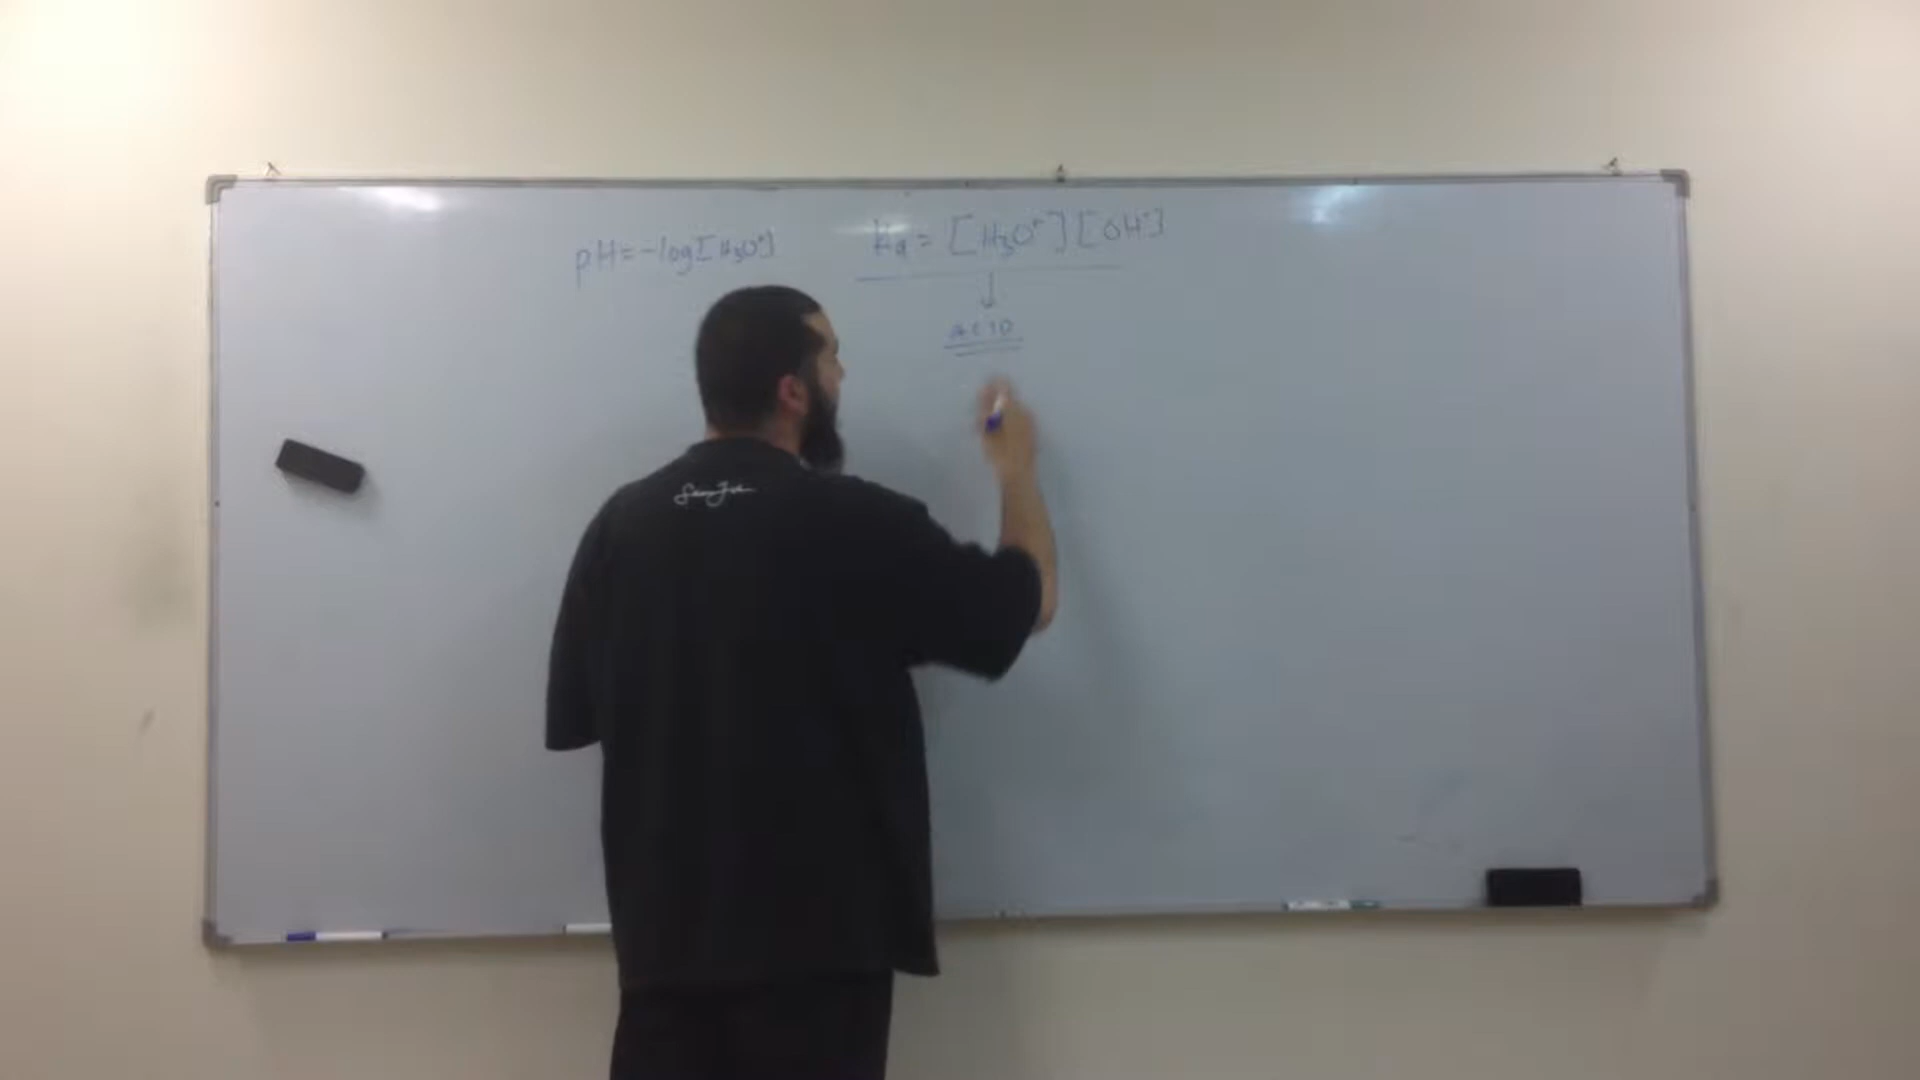 pH = -log[H₃O⁺]
Ka = [H₃O⁺][OH⁻]
↓
ACID